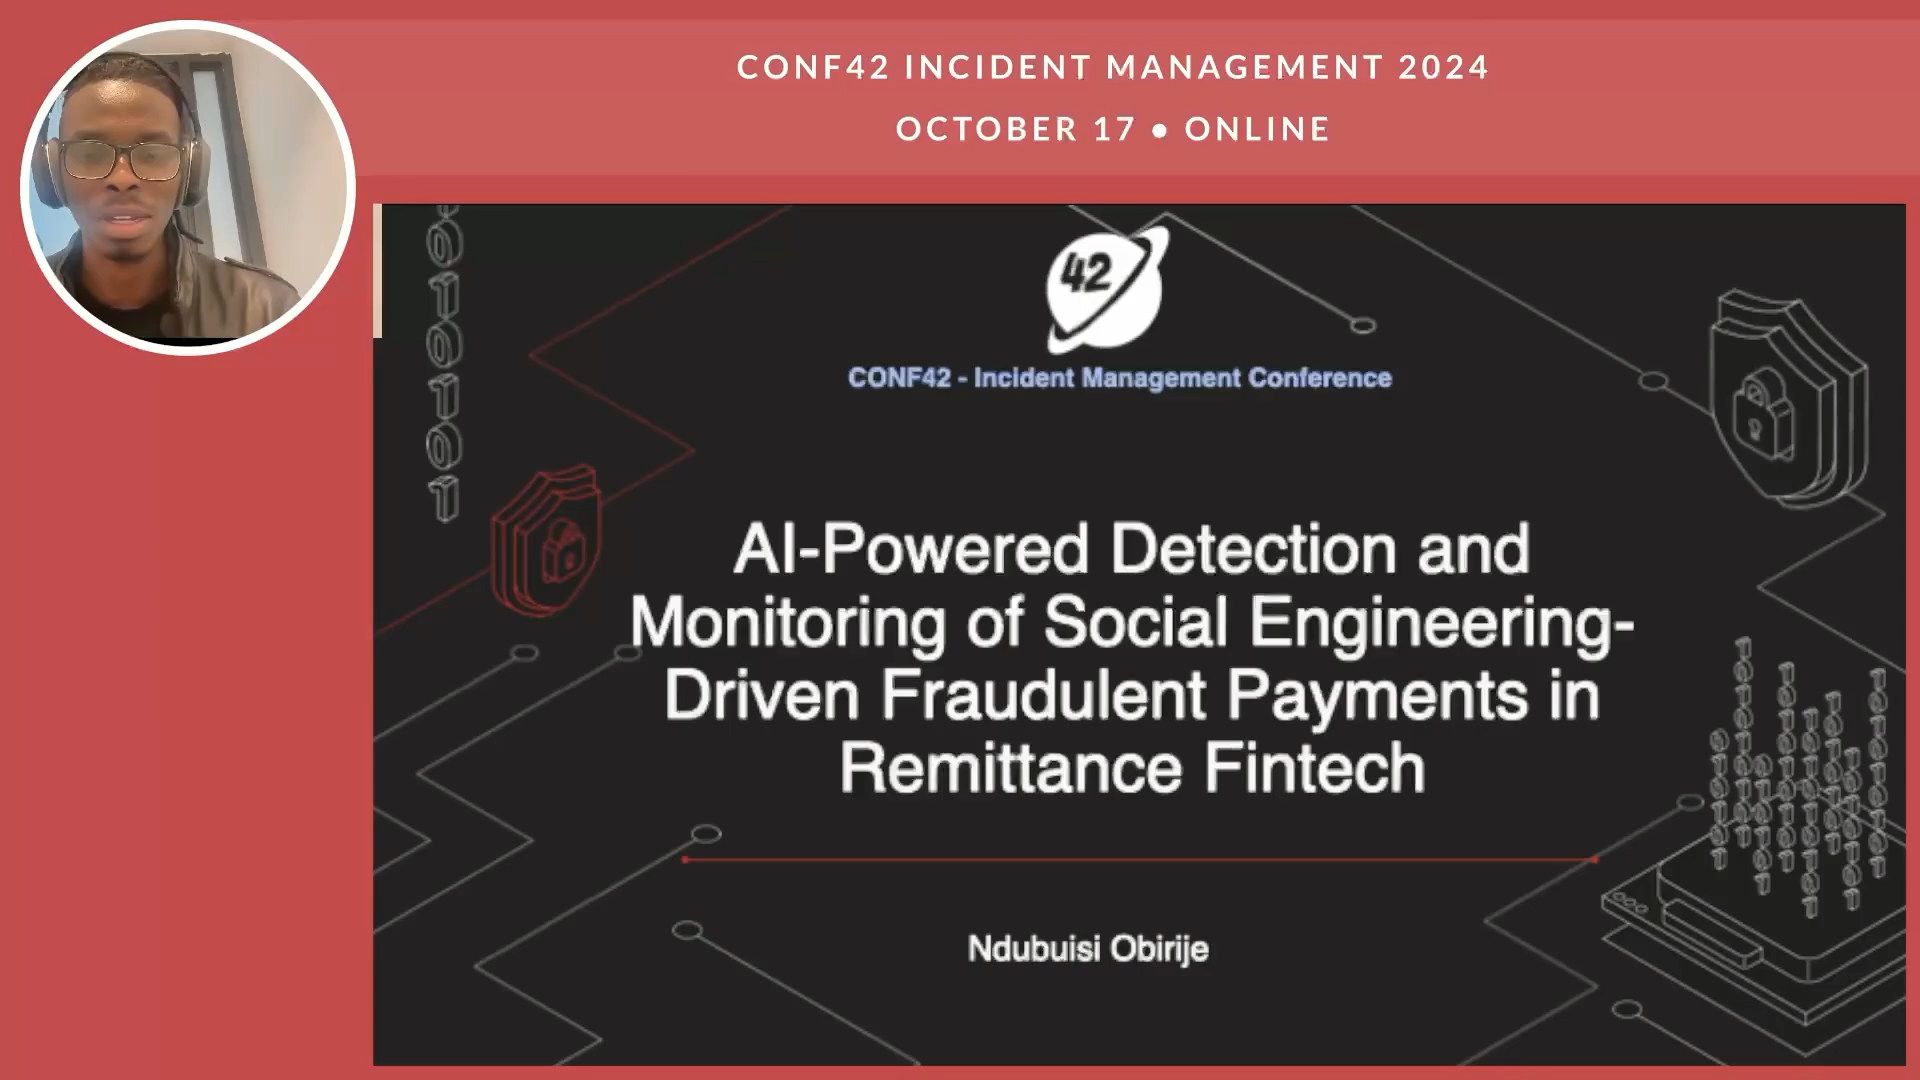 CONF42 INCIDENT MANAGEMENT 2024
OCTOBER 17 • ONLINE
42
CONF42 - Incident Management Conference
AI-Powered Detection and
Monitoring of Social Engineering-
Driven Fraudulent Payments in
Remittance Fintech
Ndubuisi Obirije